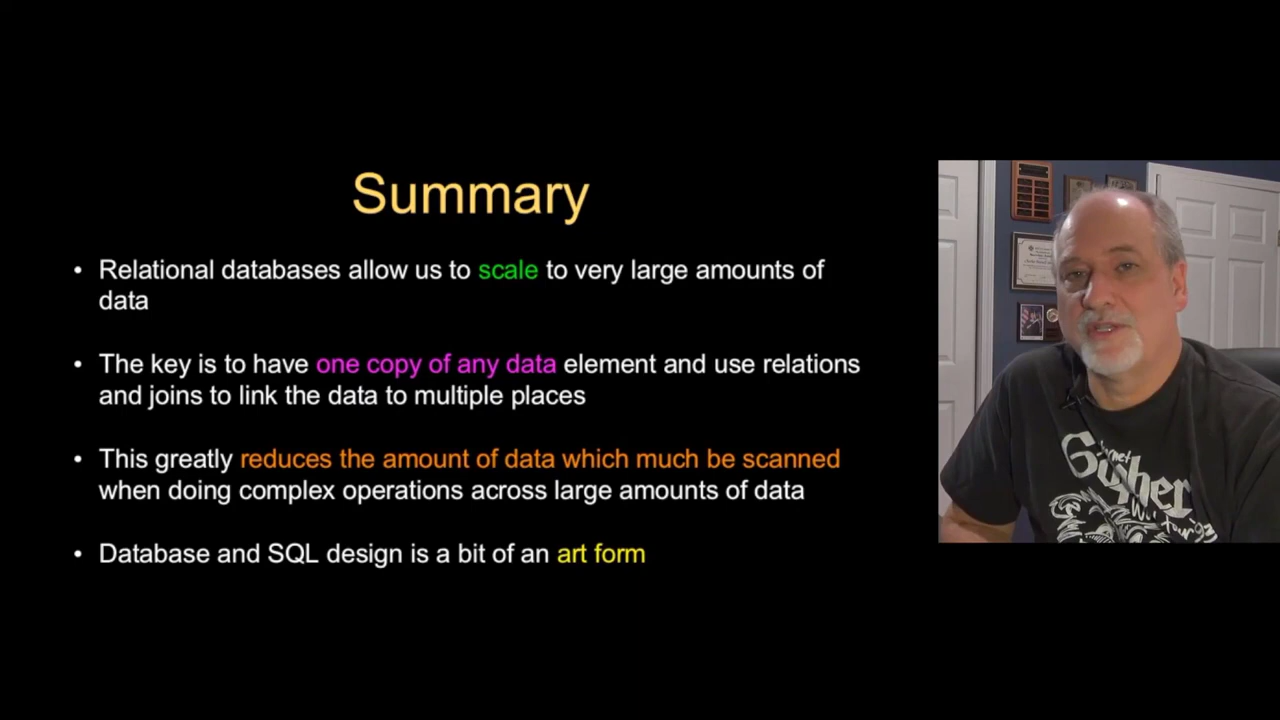 Summary
• Relational databases allow us to scale to very large amounts of
data
• The key is to have one copy of any data element and use relations
and joins to link the data to multiple places
• This greatly reduces the amount of data which much be scanned
when doing complex operations across large amounts of data
• Database and SQL design is a bit of an art form
Gopher